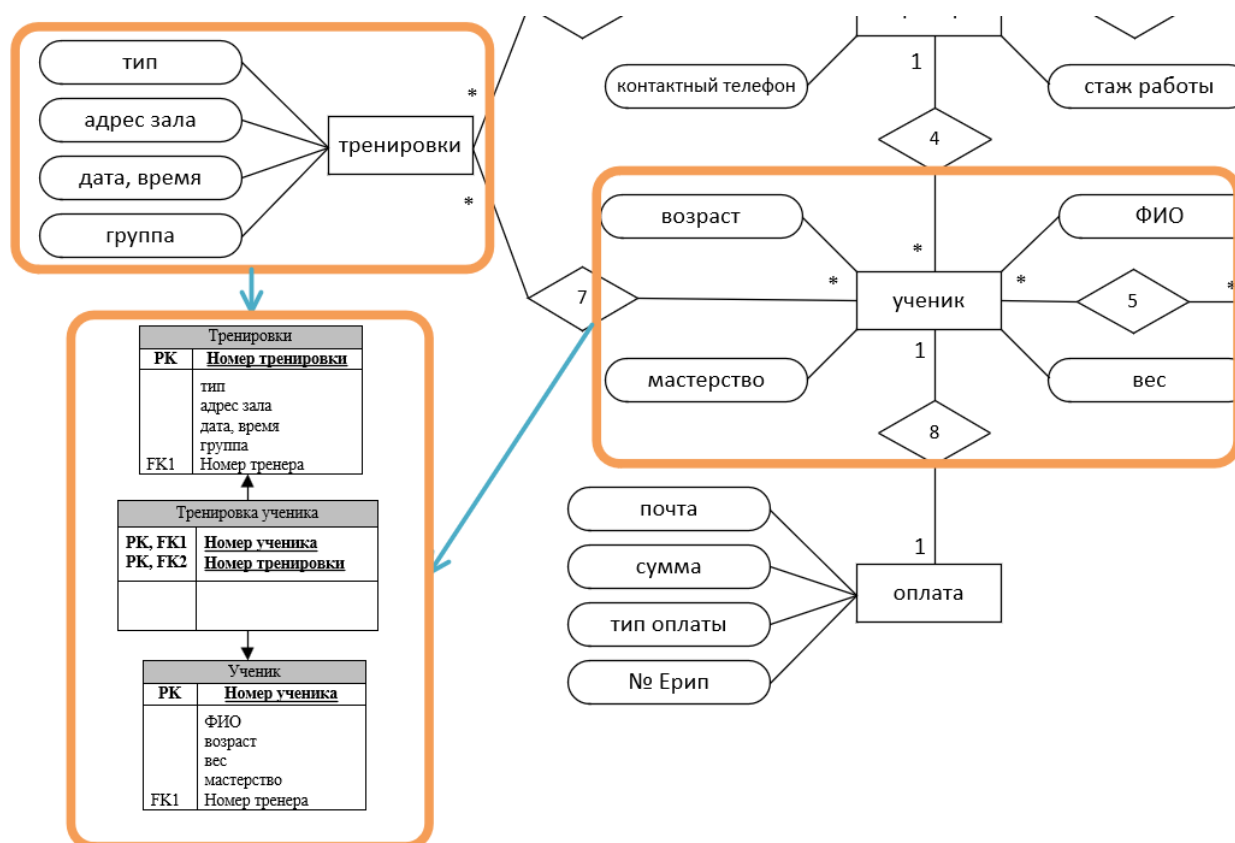 тип
адрес зала
дата, время
группа
тренировки
*
*
контактный телефон
1
стаж работы
4
возраст
ФИО
*
7
*
ученик
*
5
*
мастерство
1
вес
8
почта
сумма
тип оплаты
№ Ерип
1
оплата
Тренировки
PK Номер тренировки
тип
адрес зала
дата, время
группа
FK1 Номер тренера
Тренировка ученика
PK, FK1 Номер ученика
PK, FK2 Номер тренировки
Ученик
PK Номер ученика
ФИО
возраст
вес
мастерство
FK1 Номер тренера